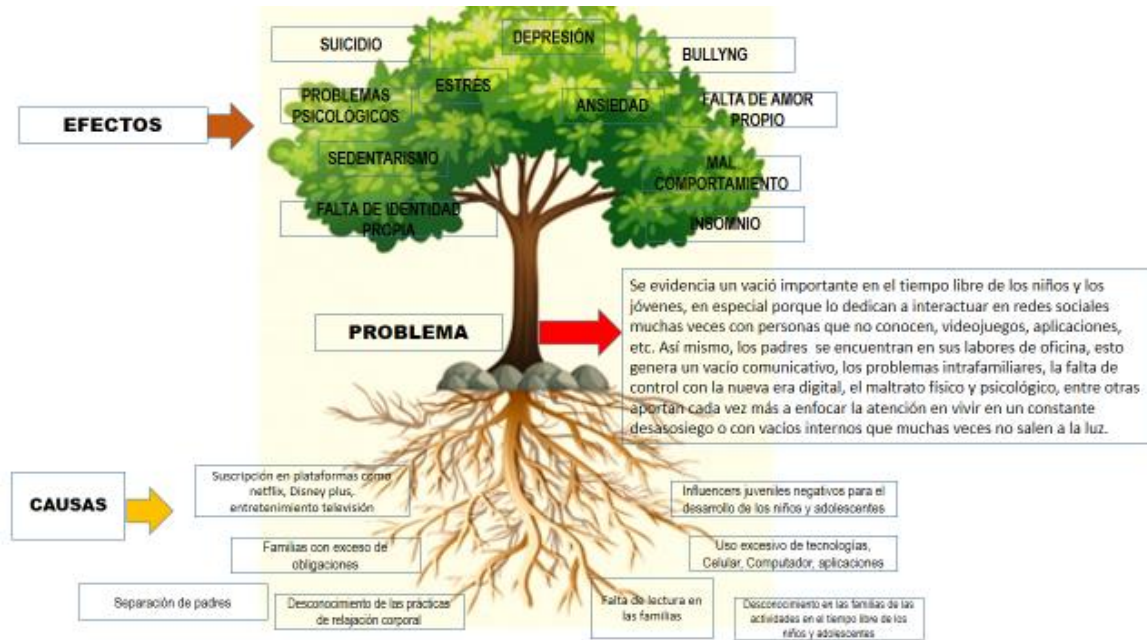 SUICIDIO
DEPRESIÓN
BULLYNG
ESTRÉS
PROBLEMAS
PSICOLÓGICOS
ANSIEDAD
FALTA DE AMOR
PROPIO
EFECTOS
SEDENTARISMO
MAL
COMPORTAMIENTO
FALTA DE IDENTIDAD
PROPIA
INSOMNIO
PROBLEMA
Se evidencia un vació importante en el tiempo libre de los niños y los
jóvenes, en especial porque lo dedican a interactuar en redes sociales
muchas veces con personas que no conocen, videojuegos, aplicaciones,
etc. Así mismo, los padres se encuentran en sus labores de oficina, esto
genera un vacío comunicativo, los problemas intrafamiliares, la falta de
control con la nueva era digital, el maltrato físico y psicológico, entre otras
aportan cada vez más a enfocar la atención en vivir en un constante
desasosiego o con vacíos internos que muchas veces no salen a la luz.
CAUSAS
Suscripción en plataformas como
netflix, Disney plus,
entretenimiento televisión
Influencers juveniles negativos para el
desarrollo de los niños y adolescentes
Familias con exceso de
obligaciones
Uso excesivo de tecnologías,
Celular, Computador, aplicaciones
Separación de padres
Desconocimiento de las prácticas
de relajación corporal
Falta de lectura en
las familias
Desconocimiento en las familias de las
actividades en el tiempo libre de los
niños y adolescentes